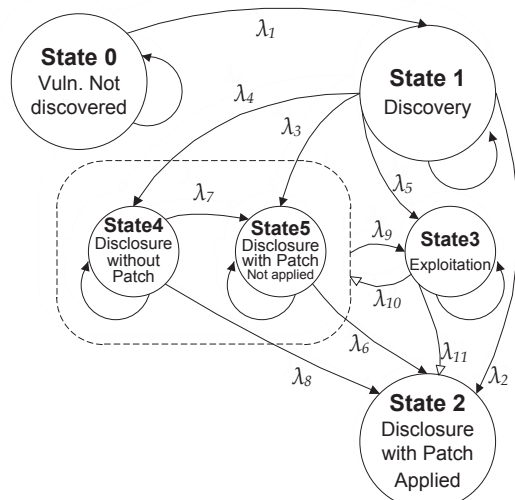 λ1
State 0
Vuln. Not
discovered
State 1
Discovery
λ4
λ3
λ5
λ7
State4
Disclosure
without
Patch
State5
Disclosure
with Patch
Not applied
λ9
State3
Exploitation
λ10
λ6
λ11
λ8
λ2
State 2
Disclosure
with Patch
Applied